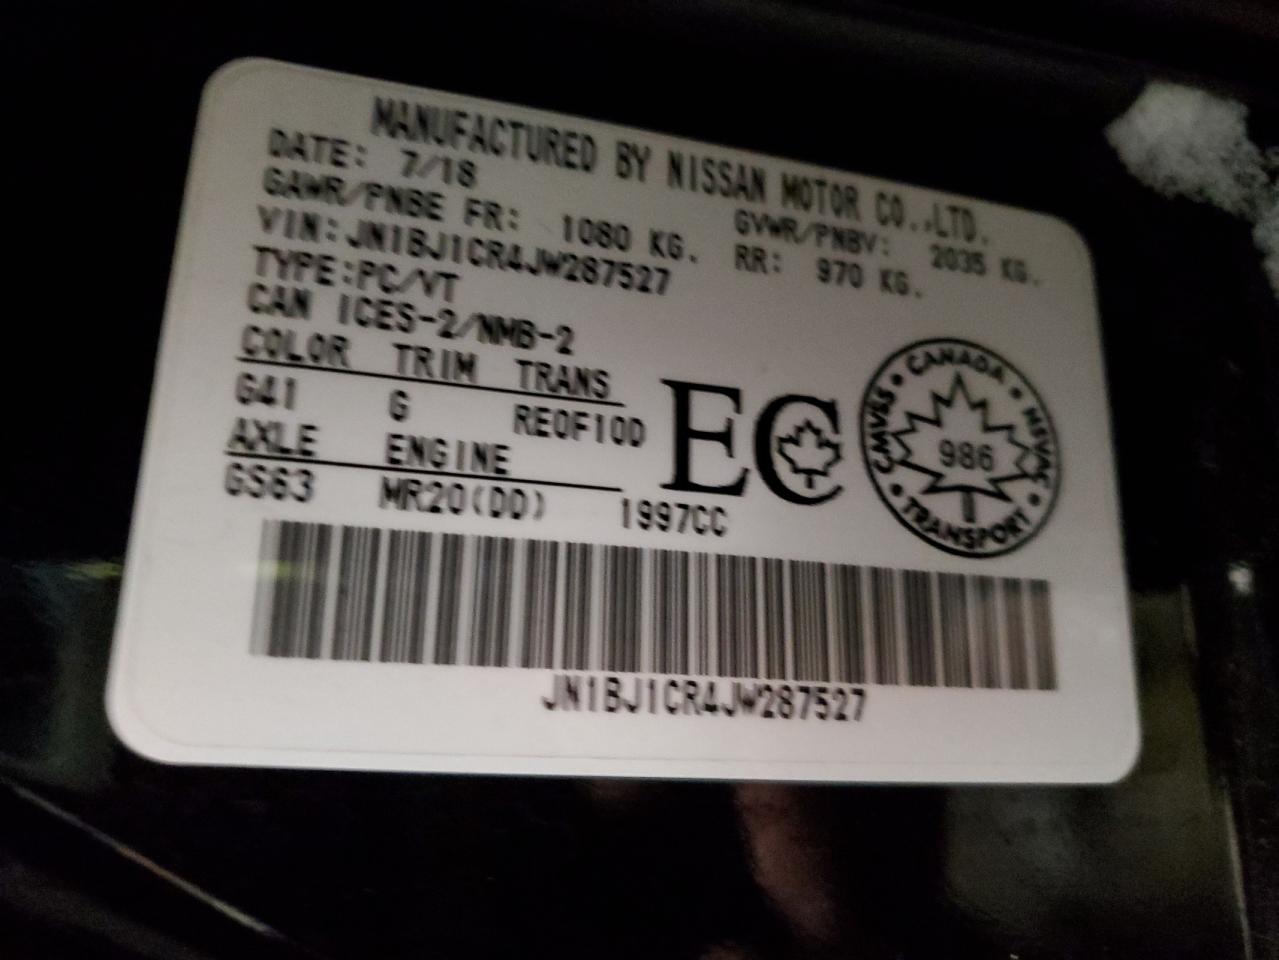 MANUFACTURED BY NISSAN MOTOR CO.,LTD.
DATE: 7/18 GVWR/PNBV: 2035 KG.
GAWR/PNBE FR: 1080 KG. RR: 970 KG.
VIN:JN1BJ1CR4JW287527
TYPE:PC/VT
CAN ICES-2/NMB-2
COLOR TRIM TRANS
G41 G RE0F10D
AXLE ENGINE
GS63 MR20(DD) 1997CC
EC
CANADA
NSVAC
TRANSPORT
CMVSS
986
JN1BJ1CR4JW287527